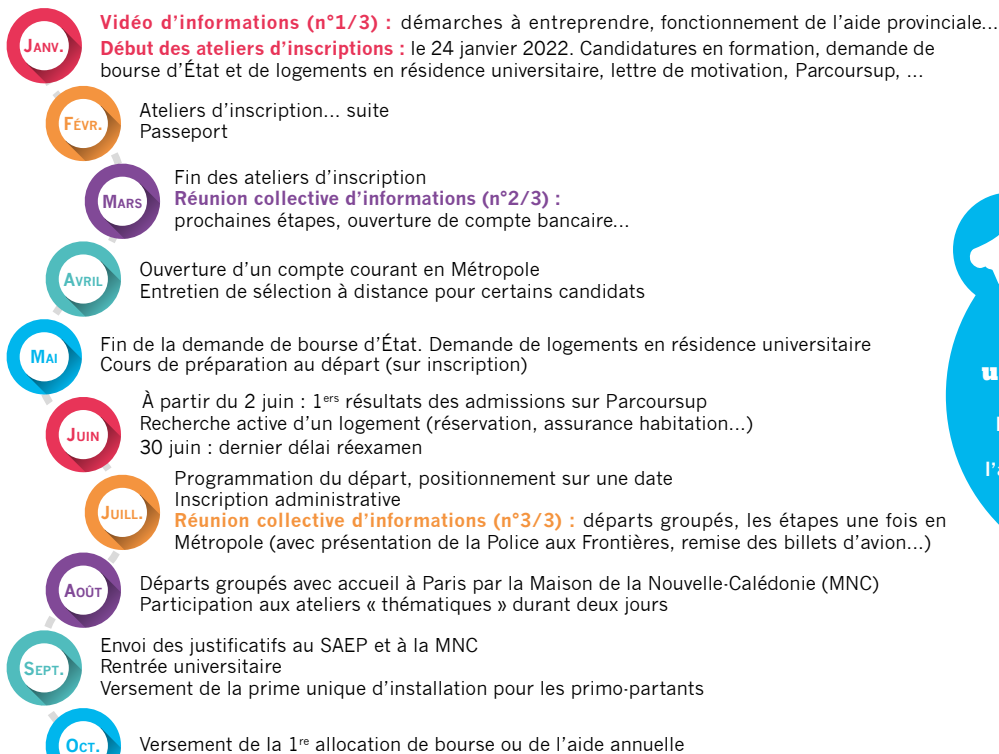 JANV.
Vidéo d'informations (n°1/3) : démarches à entreprendre, fonctionnement de l'aide provinciale...
Début des ateliers d'inscriptions : le 24 janvier 2022. Candidatures en formation, demande de
bourse d'État et de logements en résidence universitaire, lettre de motivation, Parcoursup, ...
FÉVR.
Ateliers d'inscription... suite
Passeport
MARS
Fin des ateliers d'inscription
Réunion collective d'informations (n°2/3) :
prochaines étapes, ouverture de compte bancaire...
AVRIL
Ouverture d'un compte courant en Métropole
Entretien de sélection à distance pour certains candidats
MAI
Fin de la demande de bourse d'État. Demande de logements en résidence universitaire
Cours de préparation au départ (sur inscription)
JUIN
À partir du 2 juin : 1ers résultats des admissions sur Parcoursup
Recherche active d'un logement (réservation, assurance habitation...)
30 juin : dernier délai réexamen
JUILL.
Programmation du départ, positionnement sur une date
Inscription administrative
Réunion collective d'informations (n°3/3) : départs groupés, les étapes une fois en
Métropole (avec présentation de la Police aux Frontières, remise des billets d'avion...)
AOÛT
Départs groupés avec accueil à Paris par la Maison de la Nouvelle-Calédonie (MNC)
Participation aux ateliers « thématiques » durant deux jours
SEPT.
Envoi des justificatifs au SAEP et à la MNC
Rentrée universitaire
Versement de la prime unique d'installation pour les primo-partants
OCT.
Versement de la 1re allocation de bourse ou de l'aide annuelle